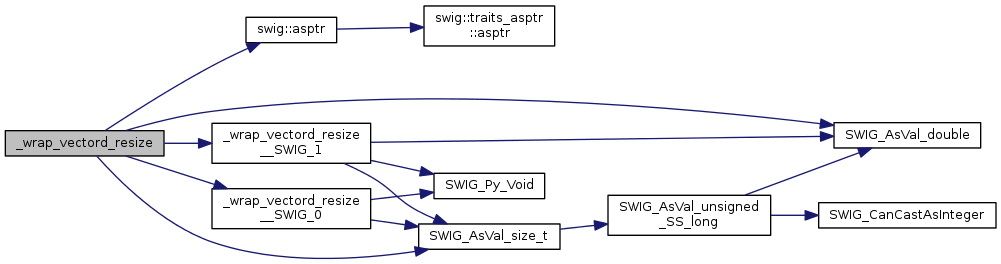 swig::asptr
swig::traits_asptr
::asptr
_wrap_vectord_resize
_wrap_vectord_resize
__SWIG_1
SWIG_AsVal_double
SWIG_Py_Void
_wrap_vectord_resize
__SWIG_0
SWIG_AsVal_size_t
SWIG_AsVal_unsigned
_SS_long
SWIG_CanCastAsInteger